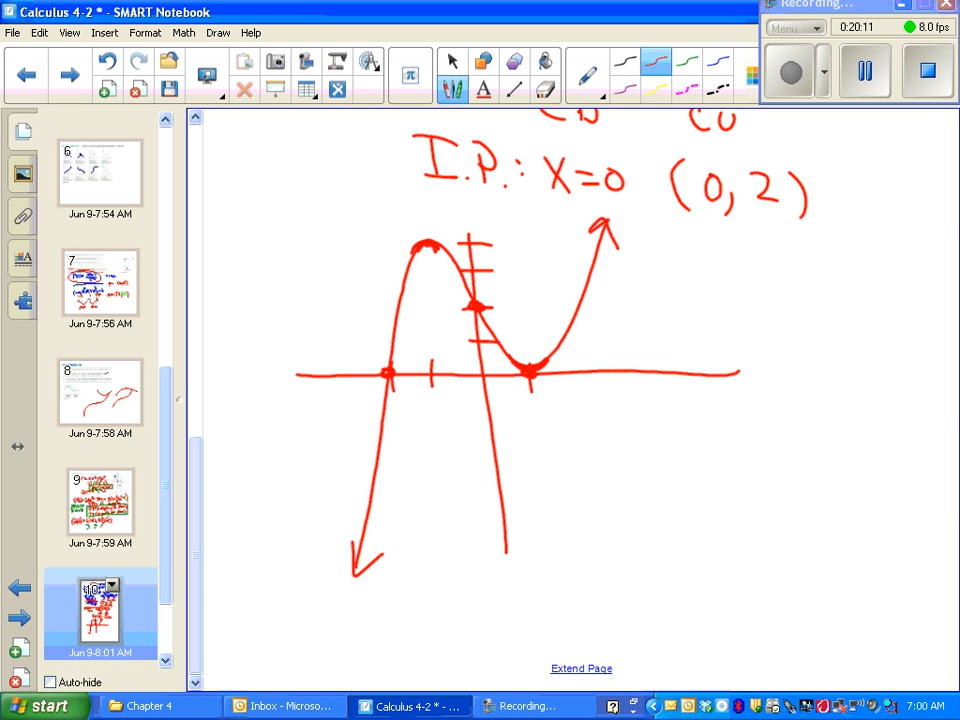 Calculus 4-2 * - SMART Notebook
Recording...
File Edit View Insert Format Math Draw Help
Menu
0:20:11
8.0 fps
π
A
6
Jun 9-7:54 AM
7
Jun 9-7:56 AM
8
Jun 9-7:58 AM
9
Jun 9-7:59 AM
10
Jun 9-8:01 AM
Auto-hide
I.P.: x=0 (0,2)
Extend Page
start
Chapter 4
Inbox - Microso...
Calculus 4-2 * - ...
Recording...
7:00 AM